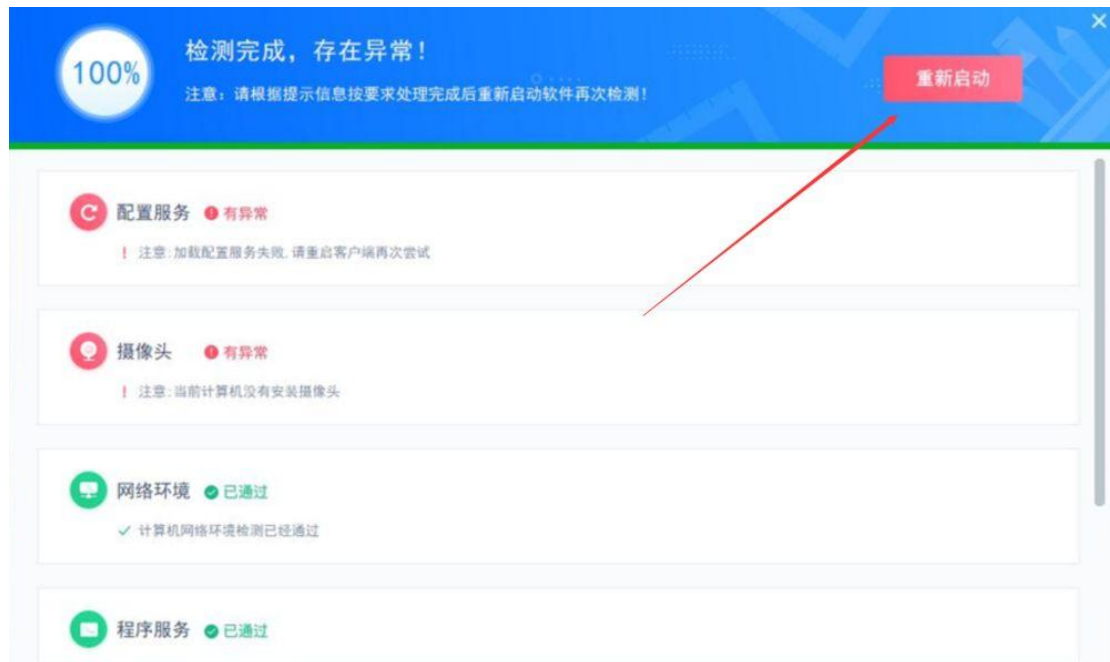 100%
检测完成，存在异常！
注意：请根据提示信息按要求处理完成后重新启动软件再次检测！
重新启动
配置服务 有异常
注意:加载配置服务失败,请重启客户端再次尝试
摄像头 有异常
注意:当前计算机没有安装摄像头
网络环境 已通过
计算机网络环境检测已经通过
程序服务 已通过